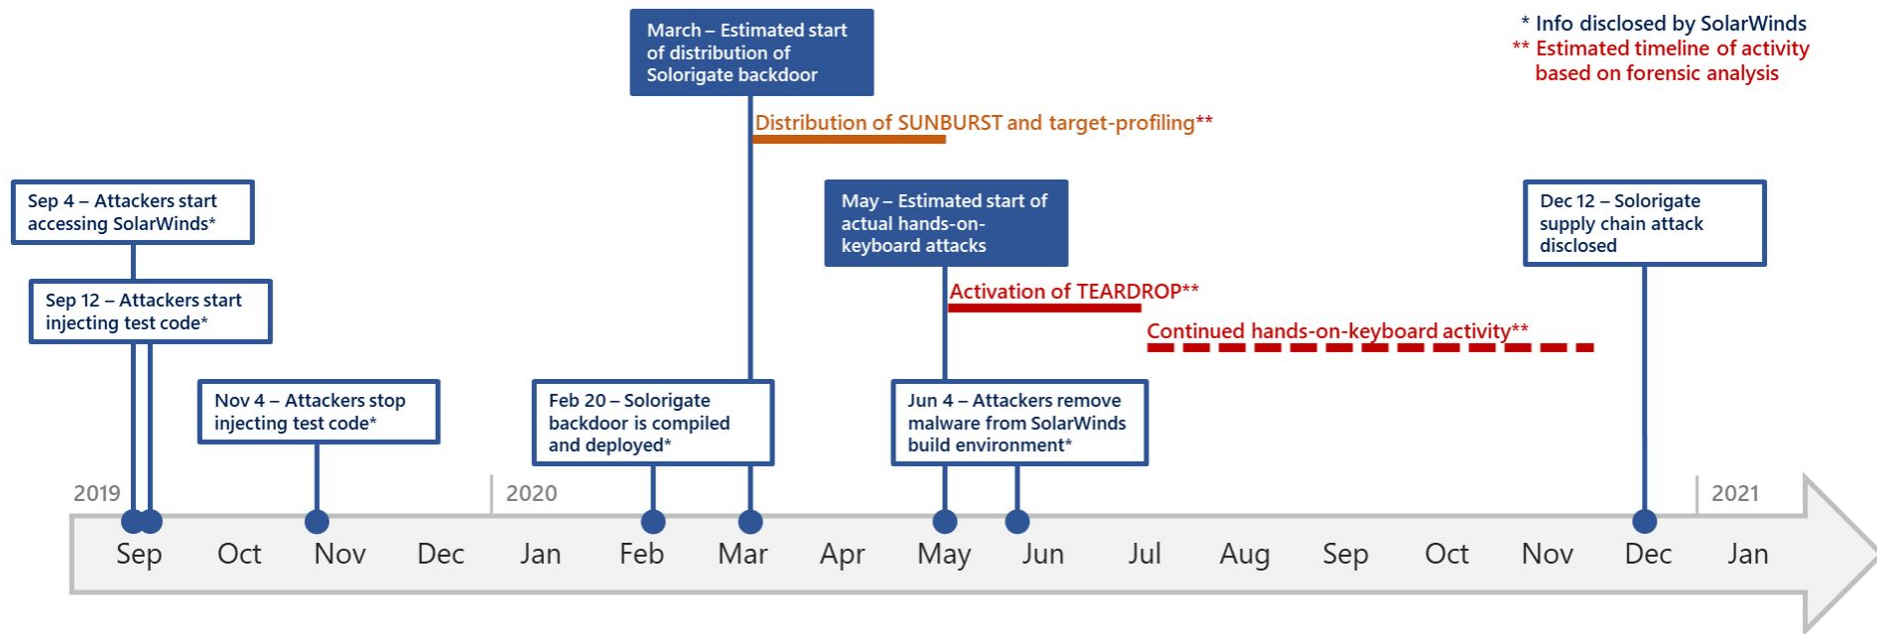 March – Estimated start
of distribution of
Solorigate backdoor
* Info disclosed by SolarWinds
** Estimated timeline of activity
based on forensic analysis
Distribution of SUNBURST and target-profiling**
Sep 4 – Attackers start
accessing SolarWinds*
May – Estimated start of
actual hands-on-
keyboard attacks
Dec 12 – Solorigate
supply chain attack
disclosed
Sep 12 – Attackers start
injecting test code*
Activation of TEARDROP**
Continued hands-on-keyboard activity**
Nov 4 – Attackers stop
injecting test code*
Feb 20 – Solorigate
backdoor is compiled
and deployed*
Jun 4 – Attackers remove
malware from SolarWinds
build environment*
2019 2020 2021
Sep Oct Nov Dec Jan Feb Mar Apr May Jun Jul Aug Sep Oct Nov Dec Jan